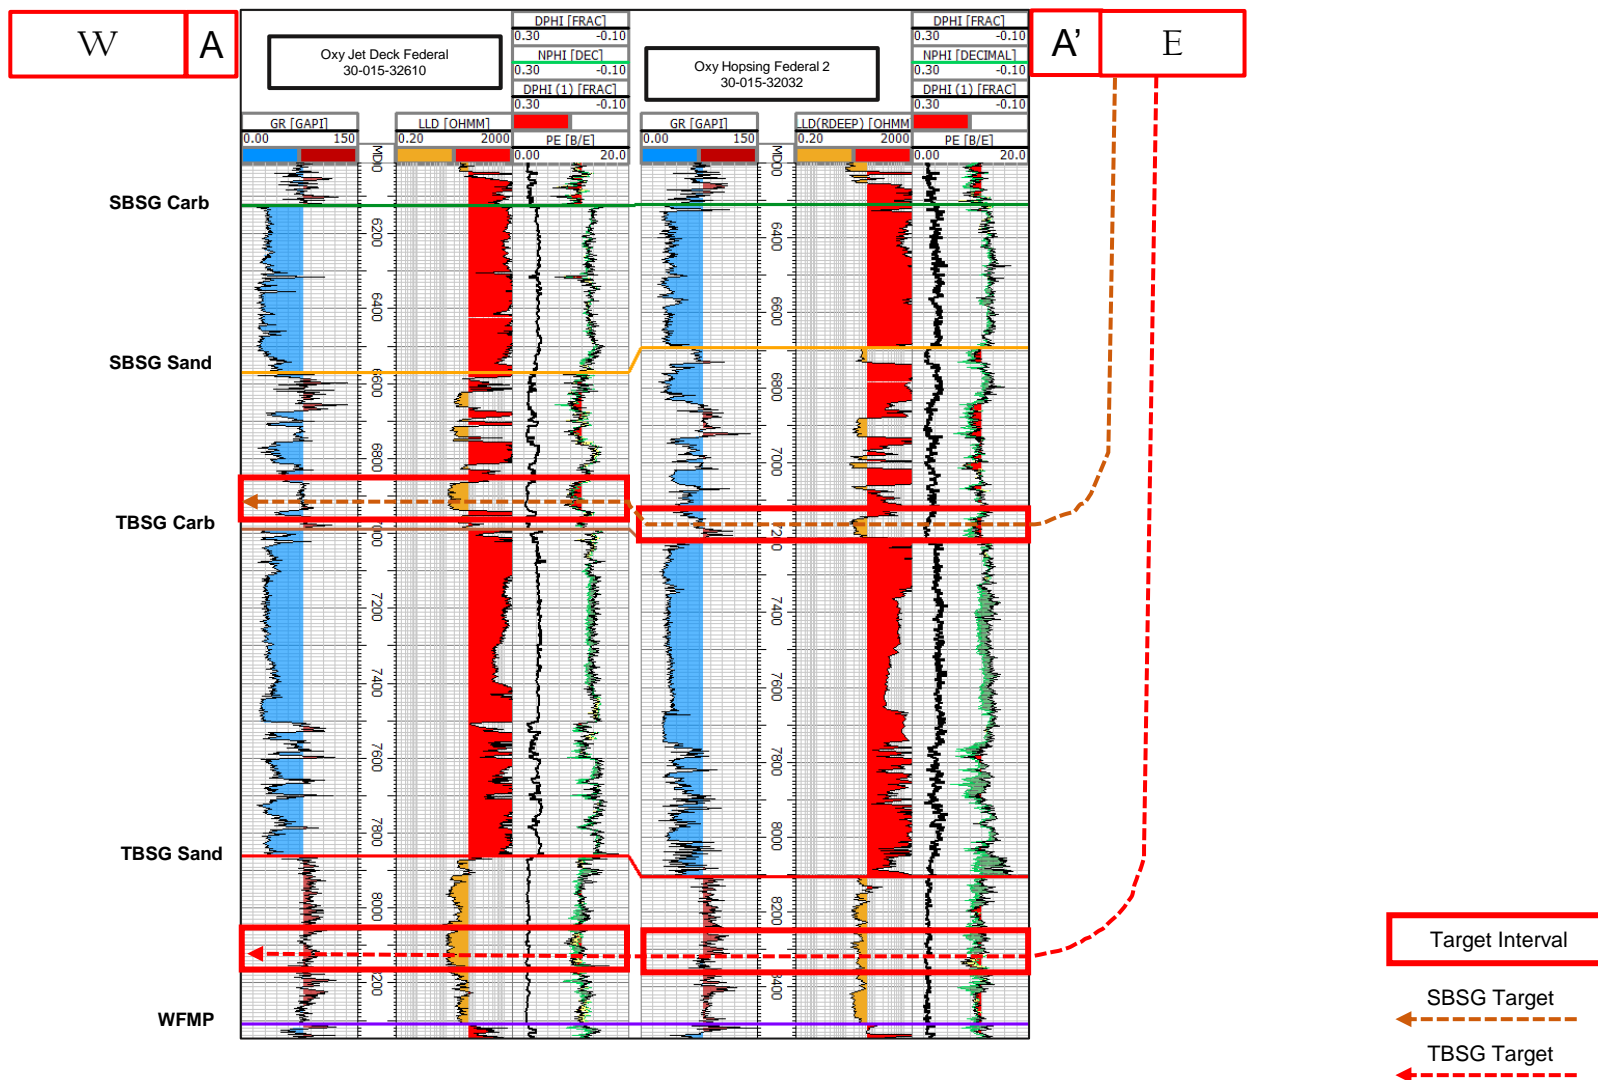 W
A
Oxy Jet Deck Federal
30-015-32610
DPHI [FRAC]
0.30 -0.10
NPHI [DEC]
0.30 -0.10
DPHI (1) [FRAC]
0.30 -0.10
PE [B/E]
0.00 20.0
GR [GAPI]
0.00 150
MD
LLD [OHMM]
0.20 2000
Oxy Hopsing Federal 2
30-015-32032
DPHI [FRAC]
0.30 -0.10
NPHI [DECIMAL]
0.30 -0.10
DPHI (1) [FRAC]
0.30 -0.10
PE [B/E]
0.00 20.0
GR [GAPI]
0.00 150
MD
LLD(RDEEP) [OHMM
0.20 2000
A'
E
SBSG Carb
SBSG Sand
TBSG Carb
TBSG Sand
WFMP
6200
6400
6600
6800
7000
7200
7400
7600
7800
8000
8200
6400
6600
6800
7000
7200
7400
7600
7800
8000
8200
8400
Target Interval
SBSG Target
TBSG Target